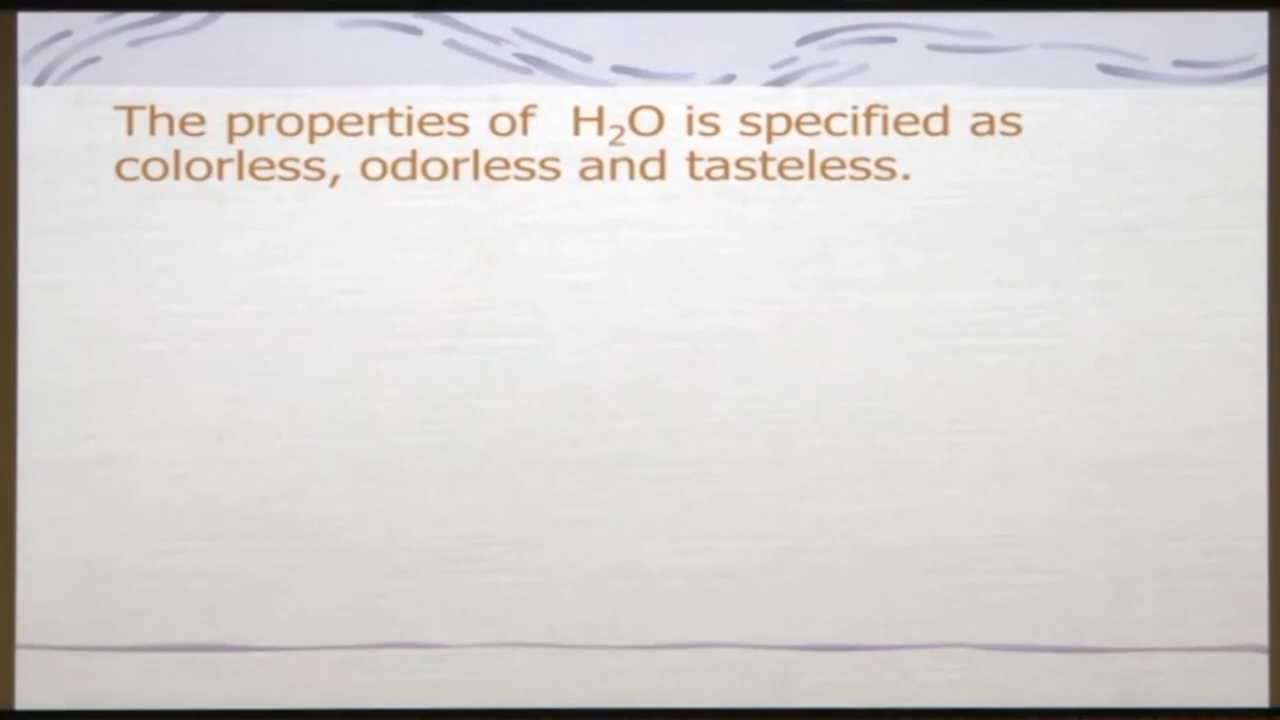 The properties of H₂O is specified as
colorless, odorless and tasteless.